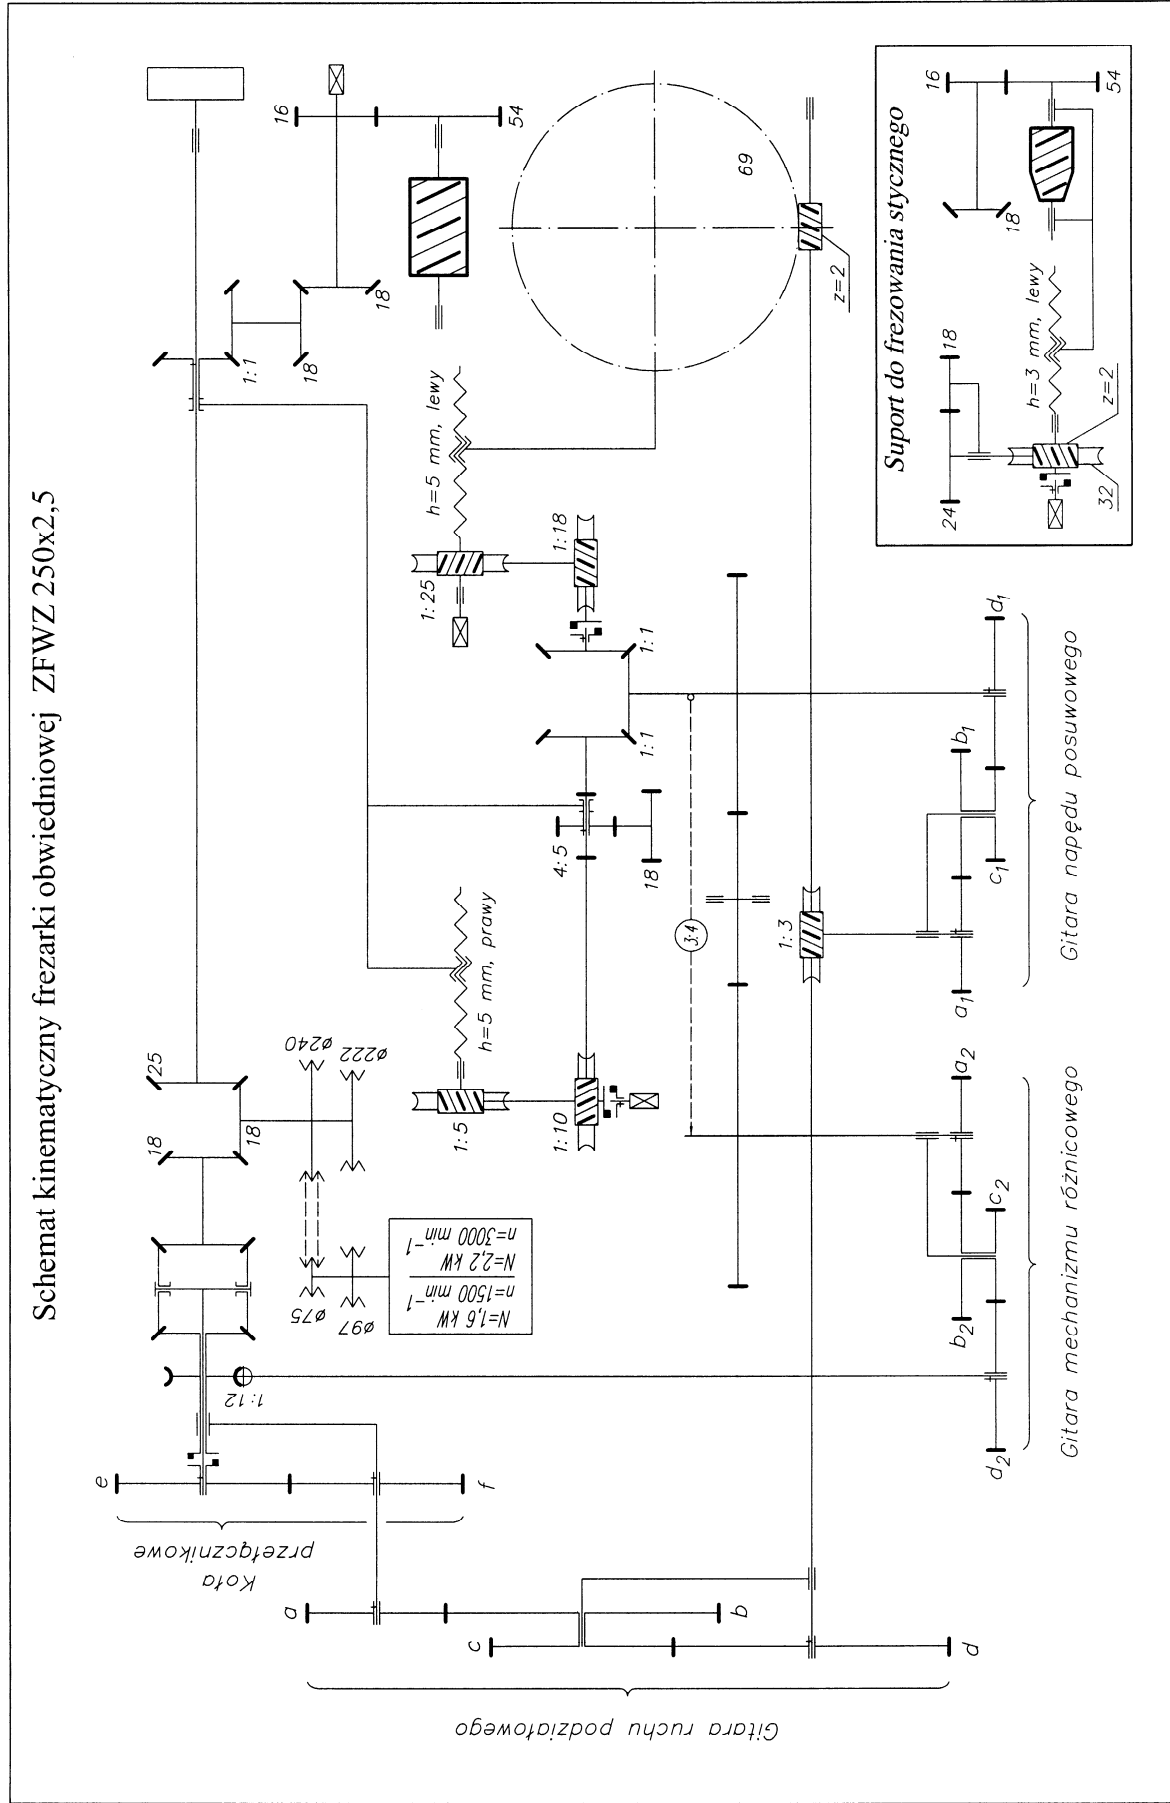 Schemat kinematyczny frezarki obwiedniowej ZFWZ 250x2,5
Koła
przełącznikowe
e
f
Gitara ruchu podziałowego
a
b
c
d
1:12
18
25
18
ø75
ø97
ø240
ø222
N=1,6 kW
n=1500 min⁻¹
N=2,2 kW
n=3000 min⁻¹
1:1
18
18
16
54
h=5 mm, prawy
1:5
1:10
4:5
18
h=5 mm, lewy
1:25
1:18
1:1
1:1
69
z=2
3:4
1:3
Gitara mechanizmu różnicowego
a2
b2
c2
d2
Gitara napędu posuwowego
a1
b1
c1
d1
Suport do frezowania stycznego
24
18
16
18
54
h=3 mm, lewy
z=2
32